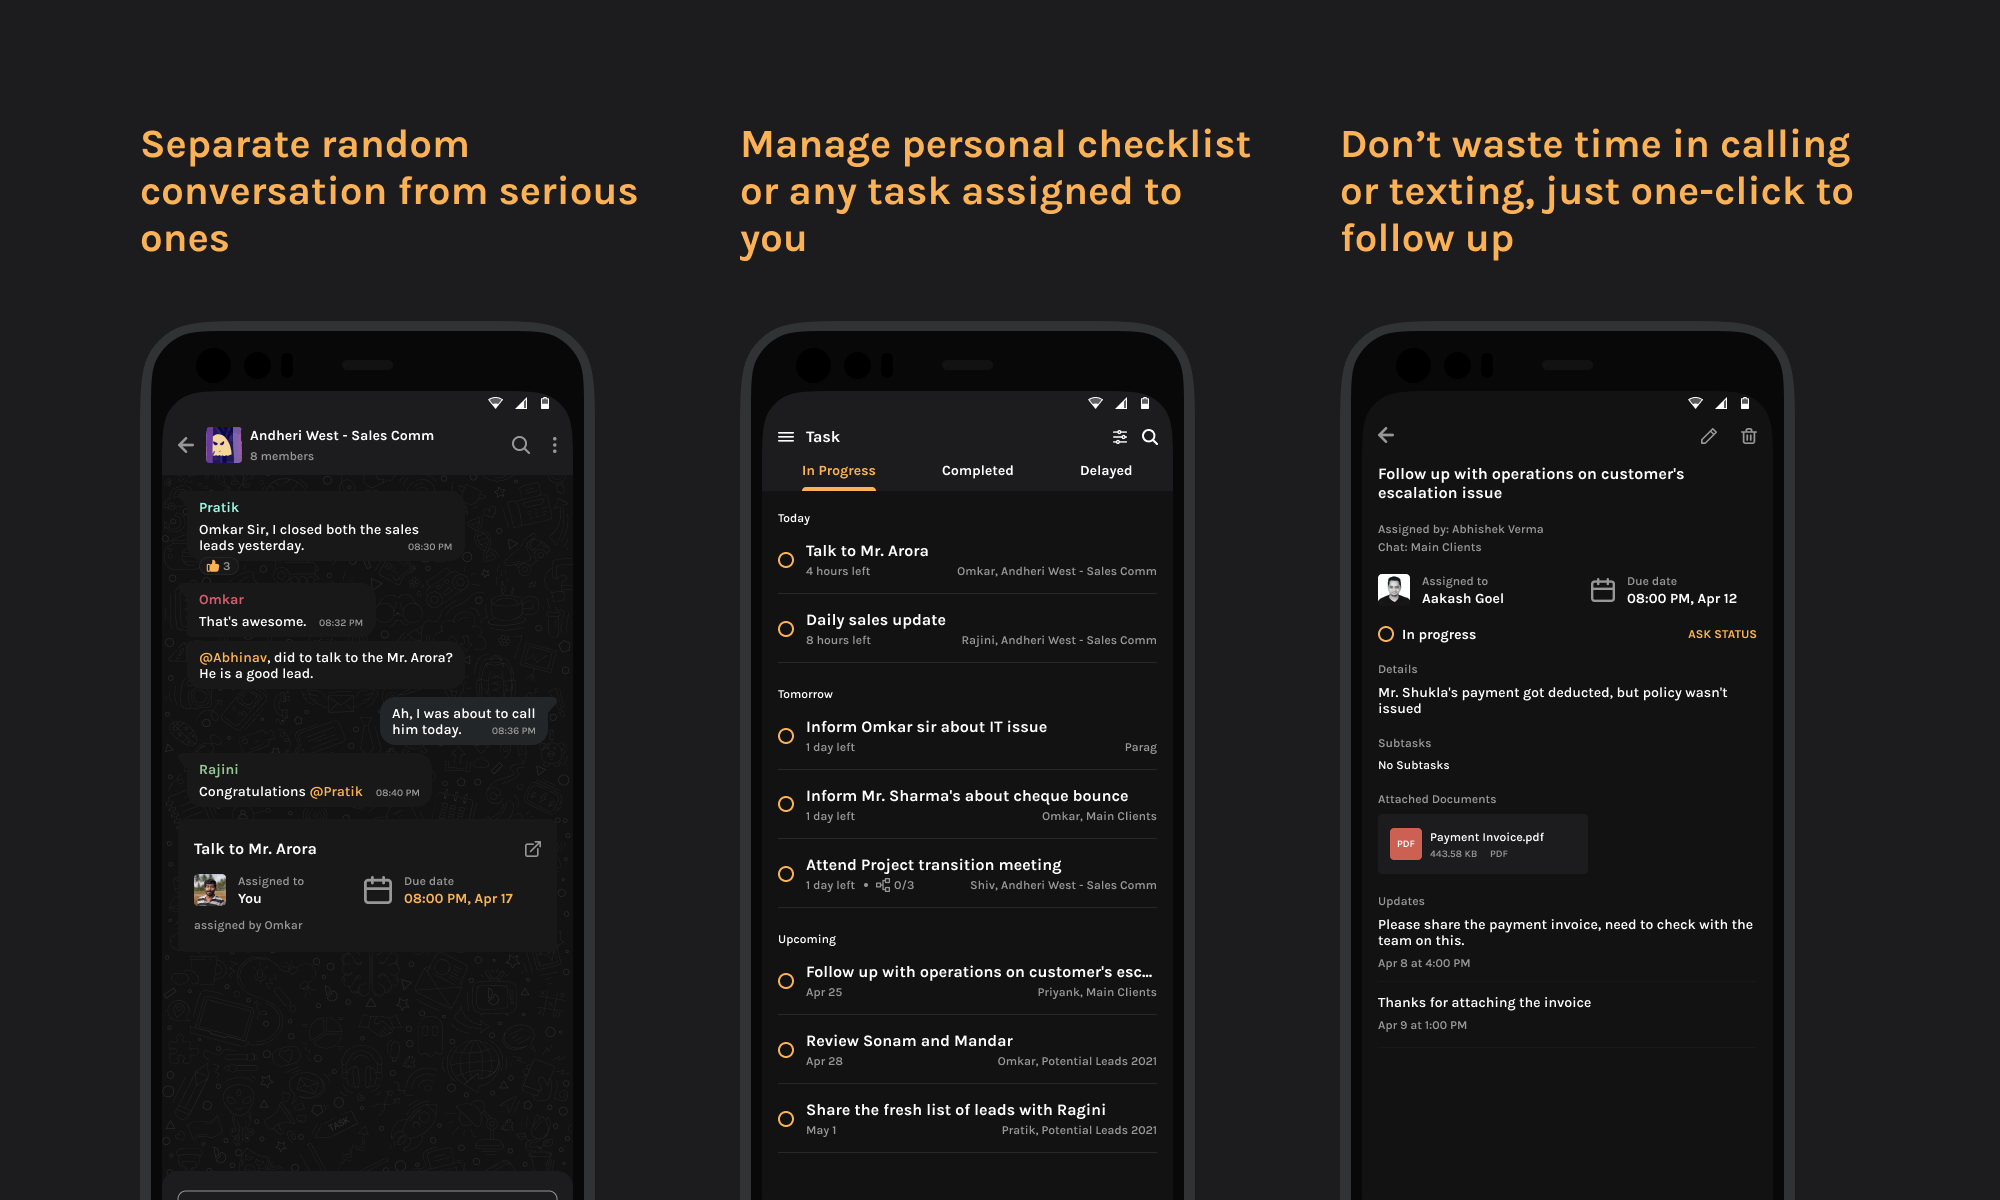 Separate random
conversation from serious
ones
Andheri West - Sales Comm
8 members
Pratik
Omkar Sir, I closed both the sales
leads yesterday.
08:30 PM
3
Omkar
That's awesome.
08:32 PM
@Abhinav, did to talk to the Mr. Arora?
He is a good lead.
Ah, I was about to call
him today.
08:36 PM
Rajini
Congratulations @Pratik
08:40 PM
Talk to Mr. Arora
Assigned to
You
Due date
08:00 PM, Apr 17
assigned by Omkar
TASK
Manage personal checklist
or any task assigned to
you
Task
In Progress
Completed
Delayed
Today
Talk to Mr. Arora
4 hours left
Omkar, Andheri West - Sales Comm
Daily sales update
8 hours left
Rajini, Andheri West - Sales Comm
Tomorrow
Inform Omkar sir about IT issue
1 day left
Parag
Inform Mr. Sharma's about cheque bounce
1 day left
Omkar, Main Clients
Attend Project transition meeting
1 day left • 0/3
Shiv, Andheri West - Sales Comm
Upcoming
Follow up with operations on customer's esc...
Apr 25
Priyank, Main Clients
Review Sonam and Mandar
Apr 28
Omkar, Potential Leads 2021
Share the fresh list of leads with Ragini
May 1
Pratik, Potential Leads 2021
Don’t waste time in calling
or texting, just one-click to
follow up
Follow up with operations on customer's
escalation issue
Assigned by: Abhishek Verma
Chat: Main Clients
Assigned to
Aakash Goel
Due date
08:00 PM, Apr 12
In progress
ASK STATUS
Details
Mr. Shukla's payment got deducted, but policy wasn't
issued
Subtasks
No Subtasks
Attached Documents
PDF
Payment Invoice.pdf
443.58 KB
PDF
Updates
Please share the payment invoice, need to check with the
team on this.
Apr 8 at 4:00 PM
Thanks for attaching the invoice
Apr 9 at 1:00 PM